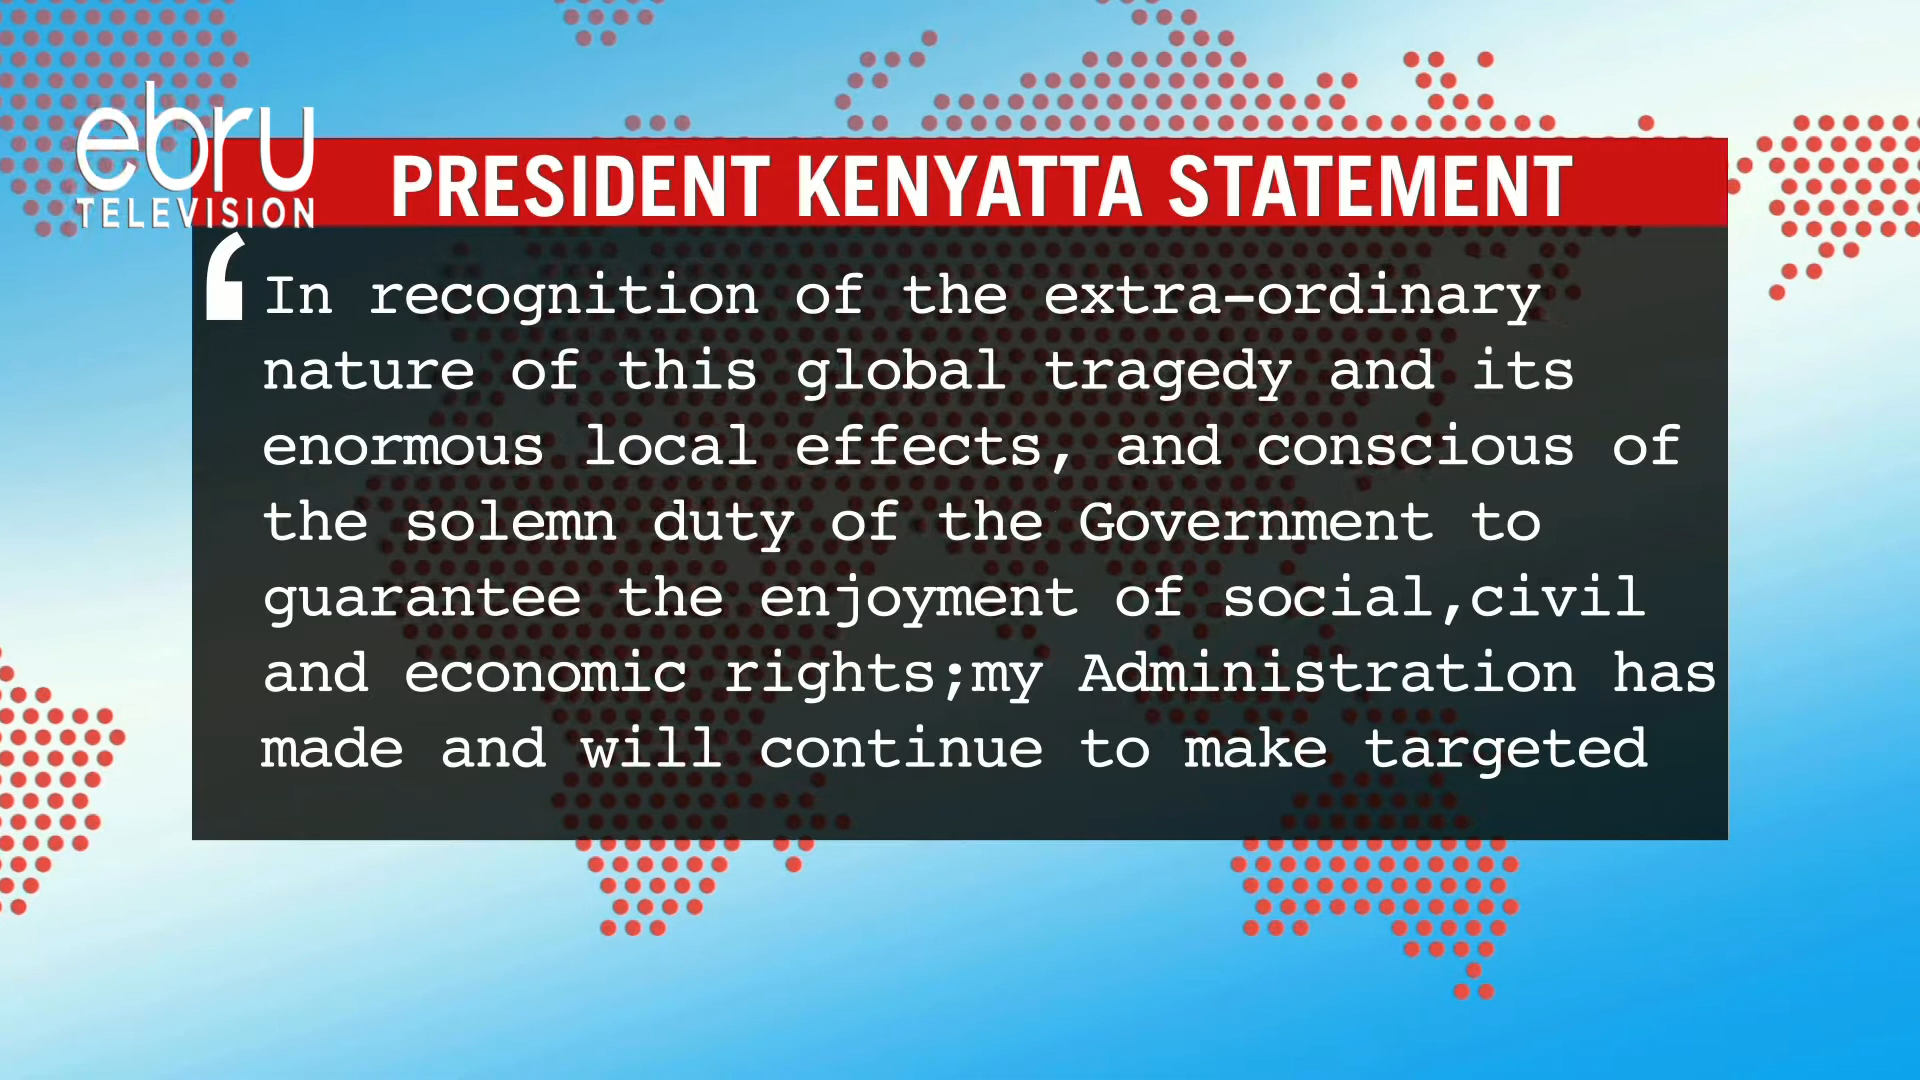 ebru
TELEVISION
PRESIDENT KENYATTA STATEMENT
‘In recognition of the extra-ordinary
nature of this global tragedy and its
enormous local effects, and conscious of
the solemn duty of the Government to
guarantee the enjoyment of social,civil
and economic rights;my Administration has
made and will continue to make targeted